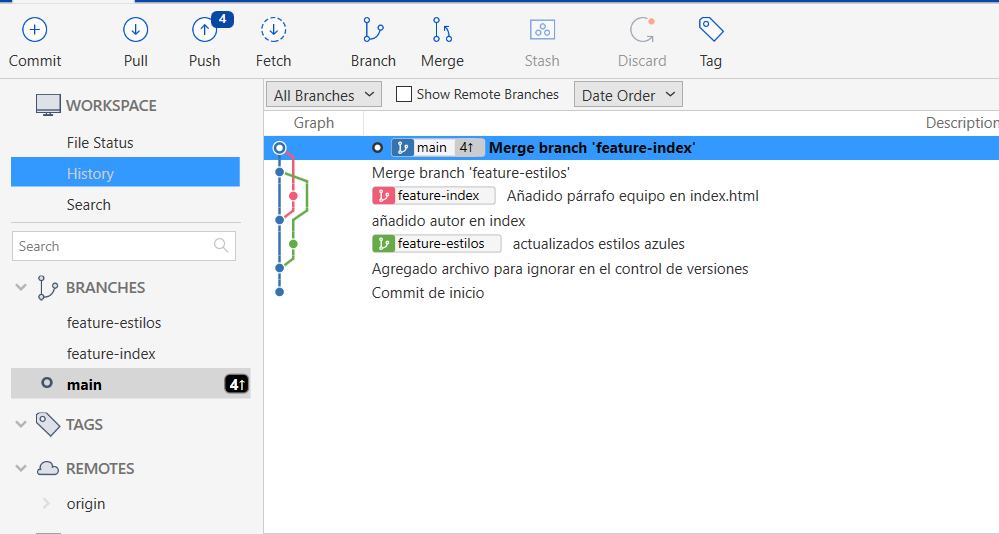 4
Commit Pull Push Fetch Branch Merge Stash Discard Tag
WORKSPACE
File Status
History
Search
Search
BRANCHES
feature-estilos
feature-index
main 4↑
TAGS
REMOTES
origin
All Branches Show Remote Branches Date Order
Graph Description
main 4↑ Merge branch 'feature-index'
Merge branch 'feature-estilos'
feature-index Añadido párrafo equipo en index.html
añadido autor en index
feature-estilos actualizados estilos azules
Agregado archivo para ignorar en el control de versiones
Commit de inicio